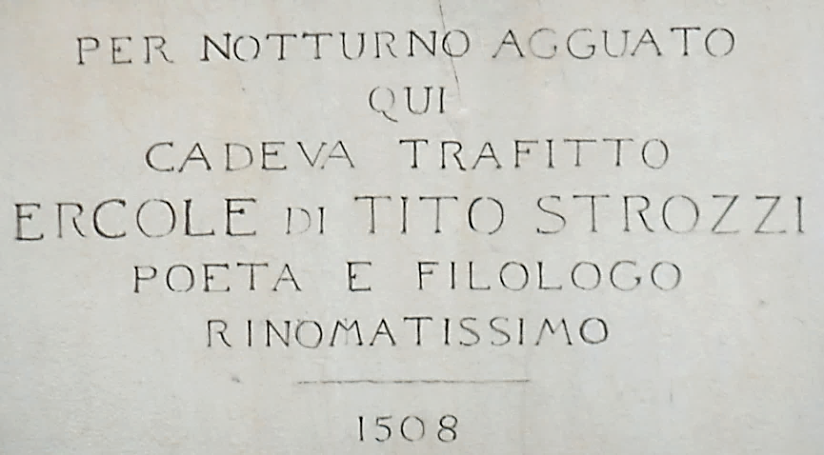 PER NOTTURNO AGGUATO
QUI
CADEVA TRAFITTO
ERCOLE DI TITO STROZZI
POETA E FILOLOGO
RINOMATISSIMO
1508